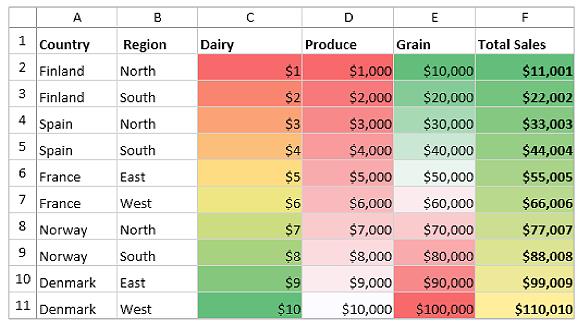 A B C D E F
1 Country Region Dairy Produce Grain Total Sales
2 Finland North $1 $1,000 $10,000 $11,001
3 Finland South $2 $2,000 $20,000 $22,002
4 Spain North $3 $3,000 $30,000 $33,003
5 Spain South $4 $4,000 $40,000 $44,004
6 France East $5 $5,000 $50,000 $55,005
7 France West $6 $6,000 $60,000 $66,006
8 Norway North $7 $7,000 $70,000 $77,007
9 Norway South $8 $8,000 $80,000 $88,008
10 Denmark East $9 $9,000 $90,000 $99,009
11 Denmark West $10 $10,000 $100,000 $110,010